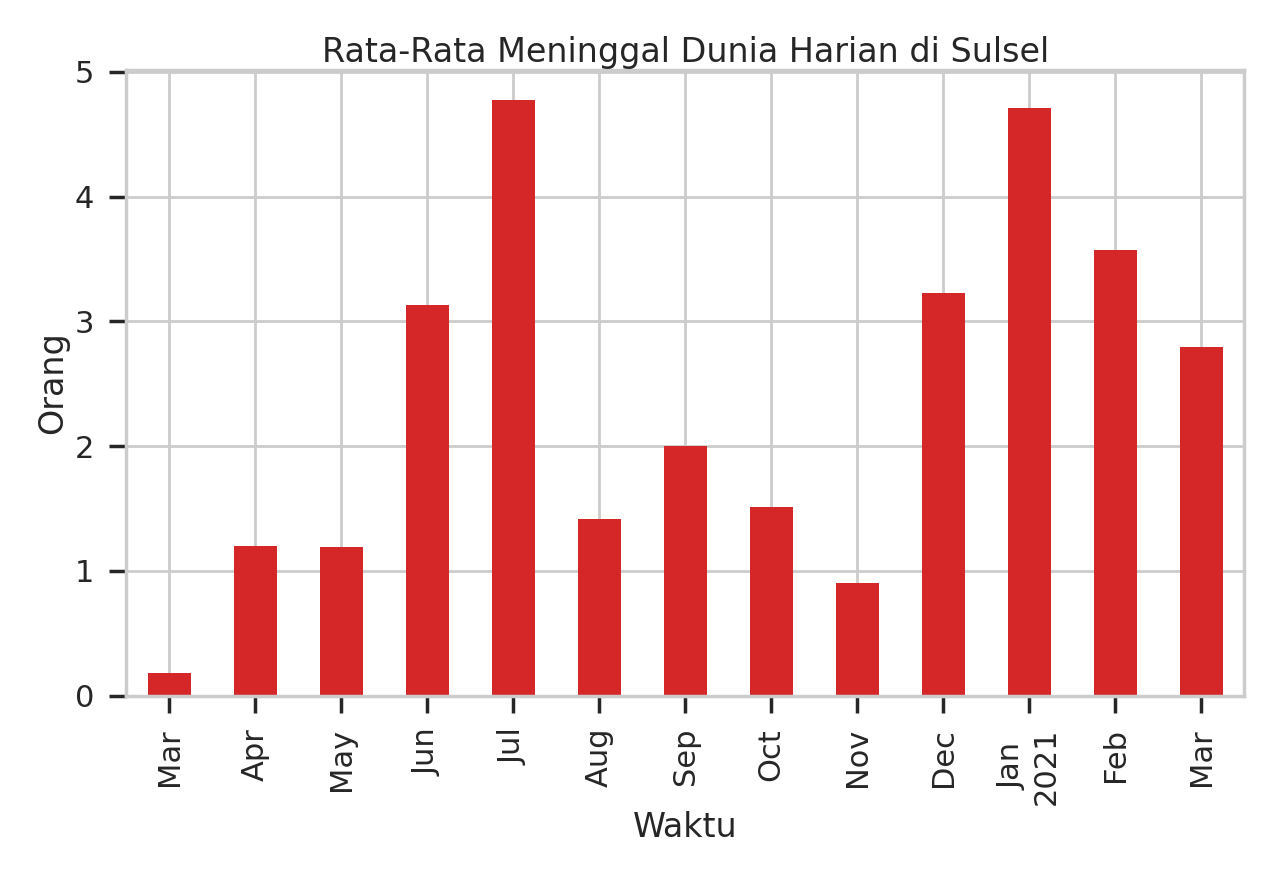 Rata-Rata Meninggal Dunia Harian di Sulsel
5
4
3
2
1
0
Orang
Mar
Apr
May
Jun
Jul
Aug
Sep
Oct
Nov
Dec
Jan
2021
Feb
Mar
Waktu